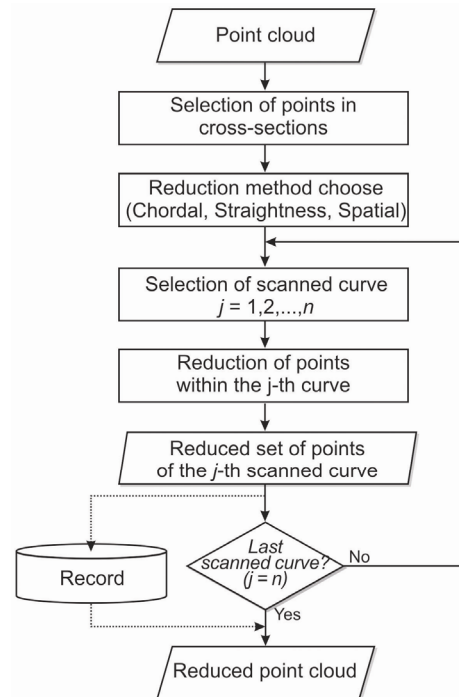 Point cloud
Selection of points in
cross-sections
Reduction method choose
(Chordal, Straightness, Spatial)
Selection of scanned curve
j = 1,2,...,n
Reduction of points
within the j-th curve
Reduced set of points
of the j-th scanned curve
Last
scanned curve?
(j = n)
No
Record
Yes
Reduced point cloud